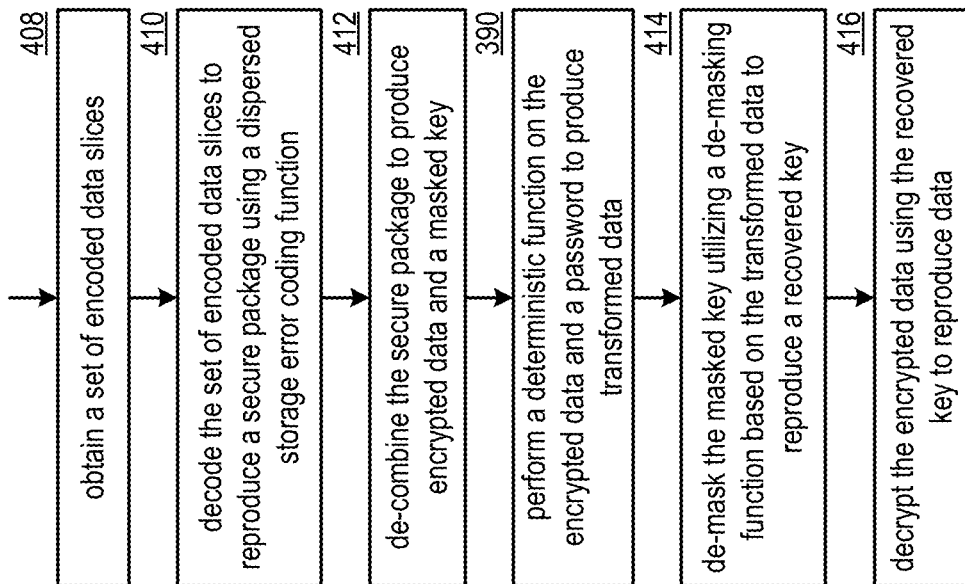 408
obtain a set of encoded data slices
410
decode the set of encoded data slices to
reproduce a secure package using a dispersed
storage error coding function
412
de-combine the secure package to produce
encrypted data and a masked key
390
perform a deterministic function on the
encrypted data and a password to produce
transformed data
414
de-mask the masked key utilizing a de-masking
function based on the transformed data to
reproduce a recovered key
416
decrypt the encrypted data using the recovered
key to reproduce data